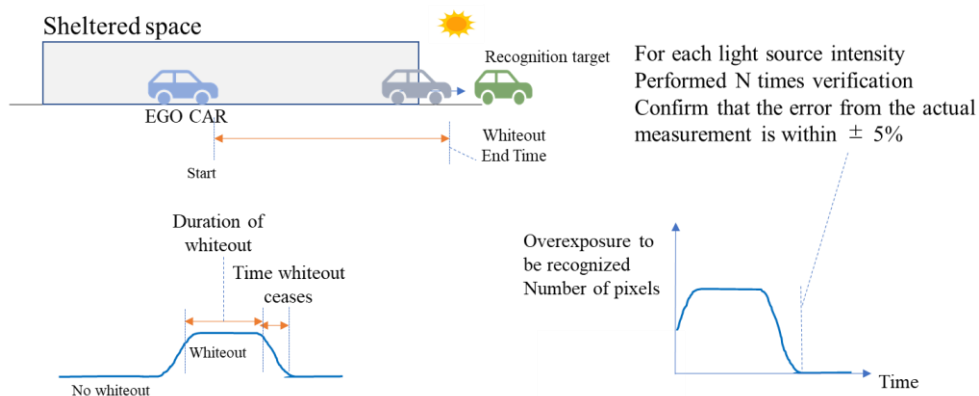 Sheltered space
Recognition target
EGO CAR
Start
Whiteout
End Time
For each light source intensity
Performed N times verification
Confirm that the error from the actual
measurement is within ± 5%
Duration of
whiteout
Time whiteout
ceases
Whiteout
No whiteout
Overexposure to
be recognized
Number of pixels
Time